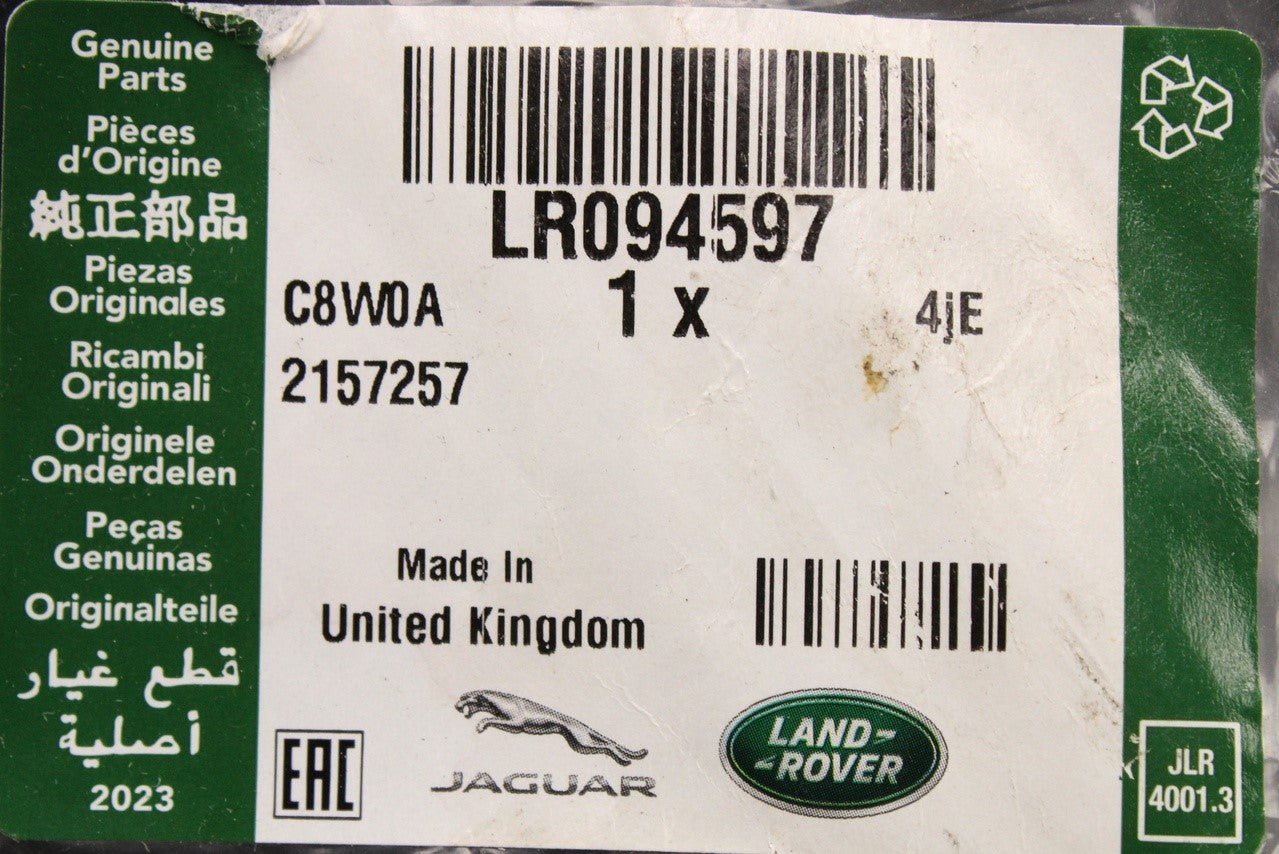 Genuine
Parts
Pièces
d'Origine
純正部品
Piezas
Originales
Ricambi
Originali
Originele
Onderdelen
Peças
Genuinas
Originalteile
قطع غيار
أصلية
2023
LR094597
C8W0A
1 x
4jE
2157257
Made In
United Kingdom
EAC
JAGUAR
LAND-
-ROVER
JLR
4001.3